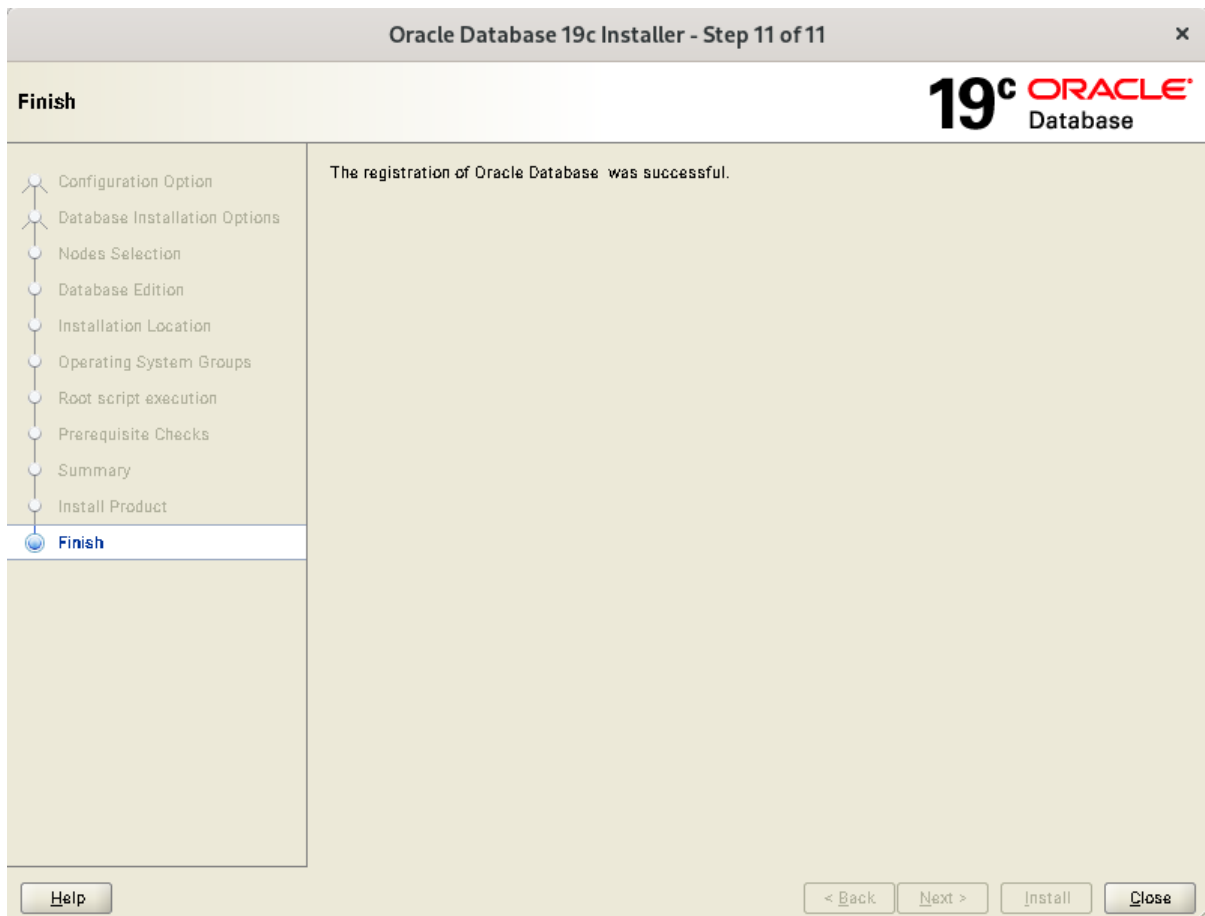 Oracle Database 19c Installer - Step 11 of 11 ×
Finish
19c ORACLE
Database
Configuration Option
Database Installation Options
Nodes Selection
Database Edition
Installation Location
Operating System Groups
Root script execution
Prerequisite Checks
Summary
Install Product
Finish
The registration of Oracle Database  was successful.
Help
< Back
Next >
Install
Close